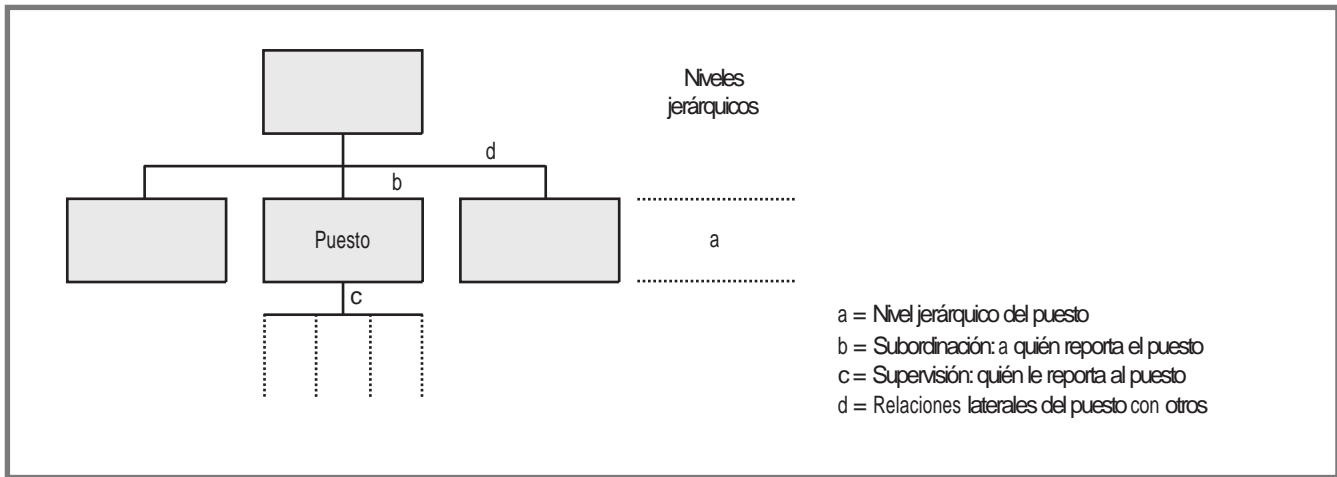 Niveles
jerárquicos
d
b
Puesto
a
c
a = Nivel jerárquico del puesto
b = Subordinación: a quién reporta el puesto
c = Supervisión: quién le reporta al puesto
d = Relaciones laterales del puesto con otros